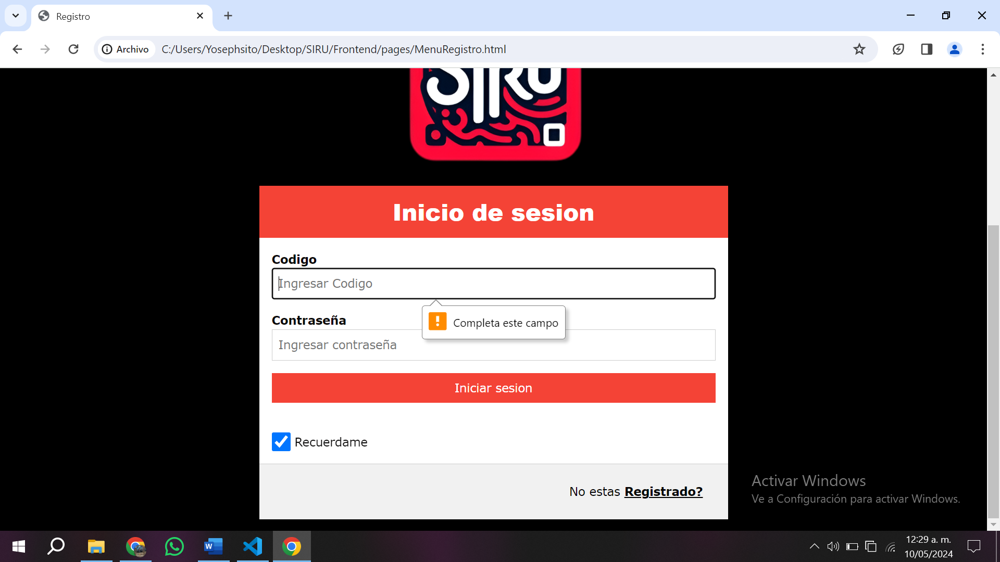 Registro
Archivo
C:/Users/Yosephsito/Desktop/SIRU/Frontend/pages/MenuRegistro.html
SIRU
Inicio de sesion
Codigo
Ingresar Codigo
Completa este campo
Contraseña
Ingresar contraseña
Iniciar sesion
Recuerdame
No estas Registrado?
Activar Windows
Ve a Configuración para activar Windows.
12:29 a. m.
10/05/2024